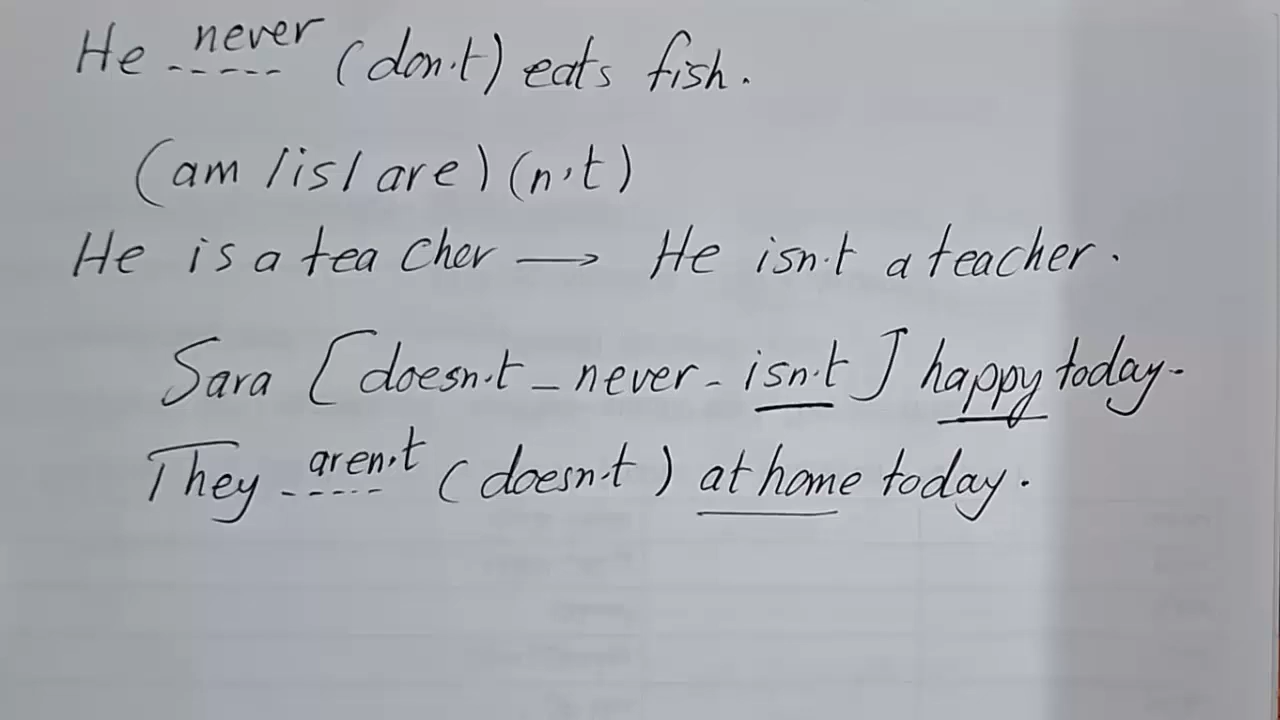 He never ----- (don't) eats fish.
(am / is / are) (n't)
He is a teacher → He isn't a teacher.
Sara [doesn't - never - isn't] happy today.
They aren't ----- (doesn't) at home today.